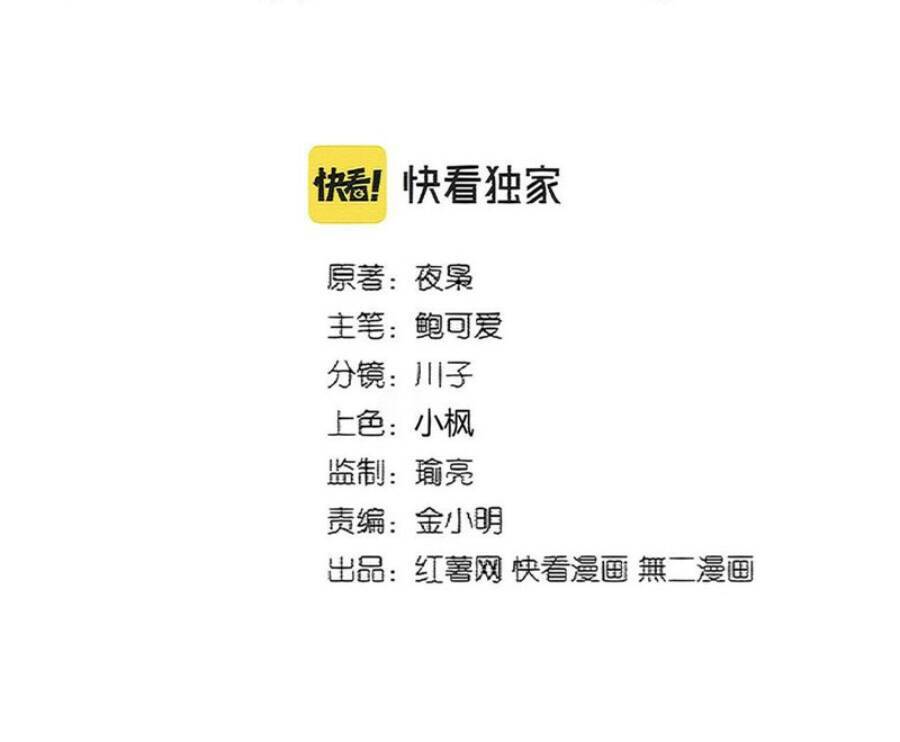 快看! 快看独家
原著：夜枭
主笔：鲍可爱
分镜：川子
上色：小枫
监制：瑜亮
责编：金小明
出品：红薯网 快看漫画 無二漫画